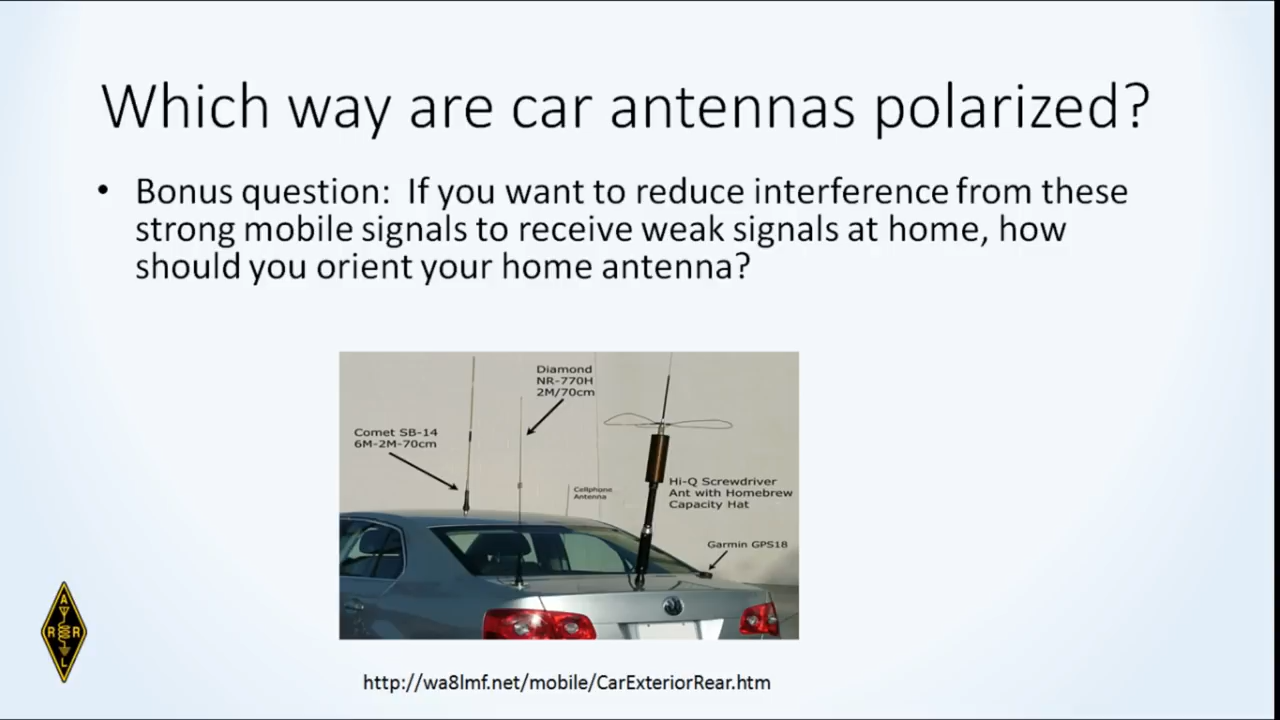 Which way are car antennas polarized?
• Bonus question: If you want to reduce interference from these
strong mobile signals to receive weak signals at home, how
should you orient your home antenna?
Diamond
NR-770H
2M/70cm
Comet SB-14
6M-2M-70cm
Cellphone
Antenna
Hi-Q Screwdriver
Ant with Homebrew
Capacity Hat
Garmin GPS18
A
R R
L
http://wa8lmf.net/mobile/CarExteriorRear.htm